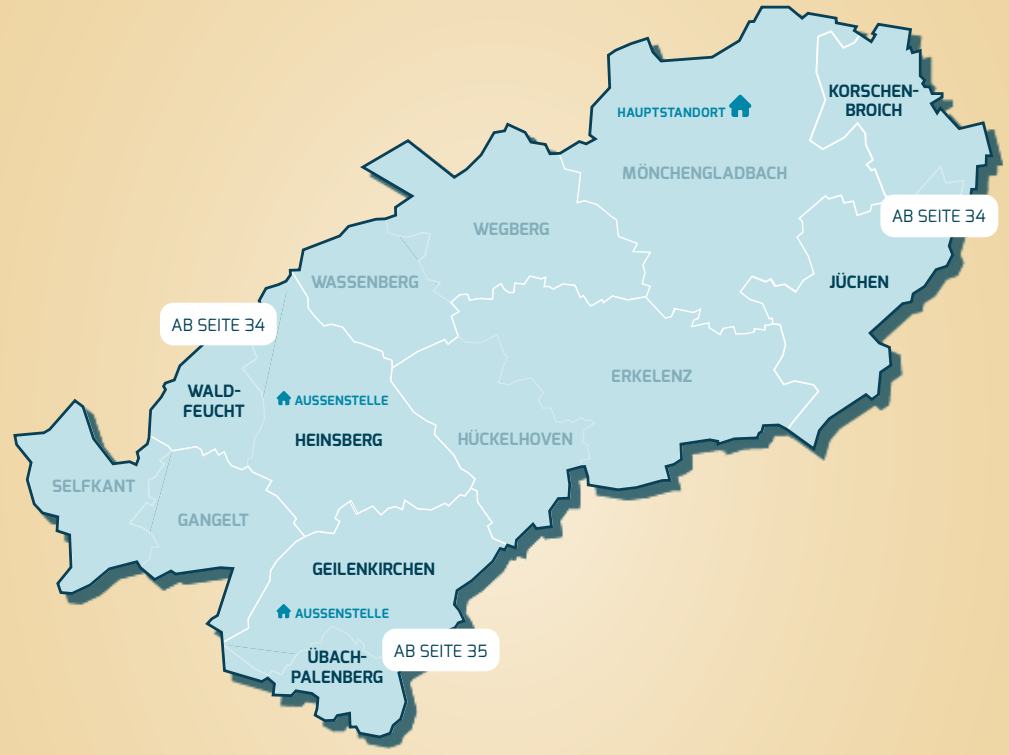 KORSCHEN-
BROICH
HAUPTSTANDORT
MÖNCHENGLADBACH
AB SEITE 34
WEGBERG
WASSENBERG
JÜCHEN
AB SEITE 34
ERKELENZ
WALD-
FEUCHT
AUSSENSTELLE
HEINSBERG
HÜCKELHOVEN
SELFKANT
GANGELT
GEILENKIRCHEN
AUSSENSTELLE
AB SEITE 35
ÜBACH-
PALENBERG